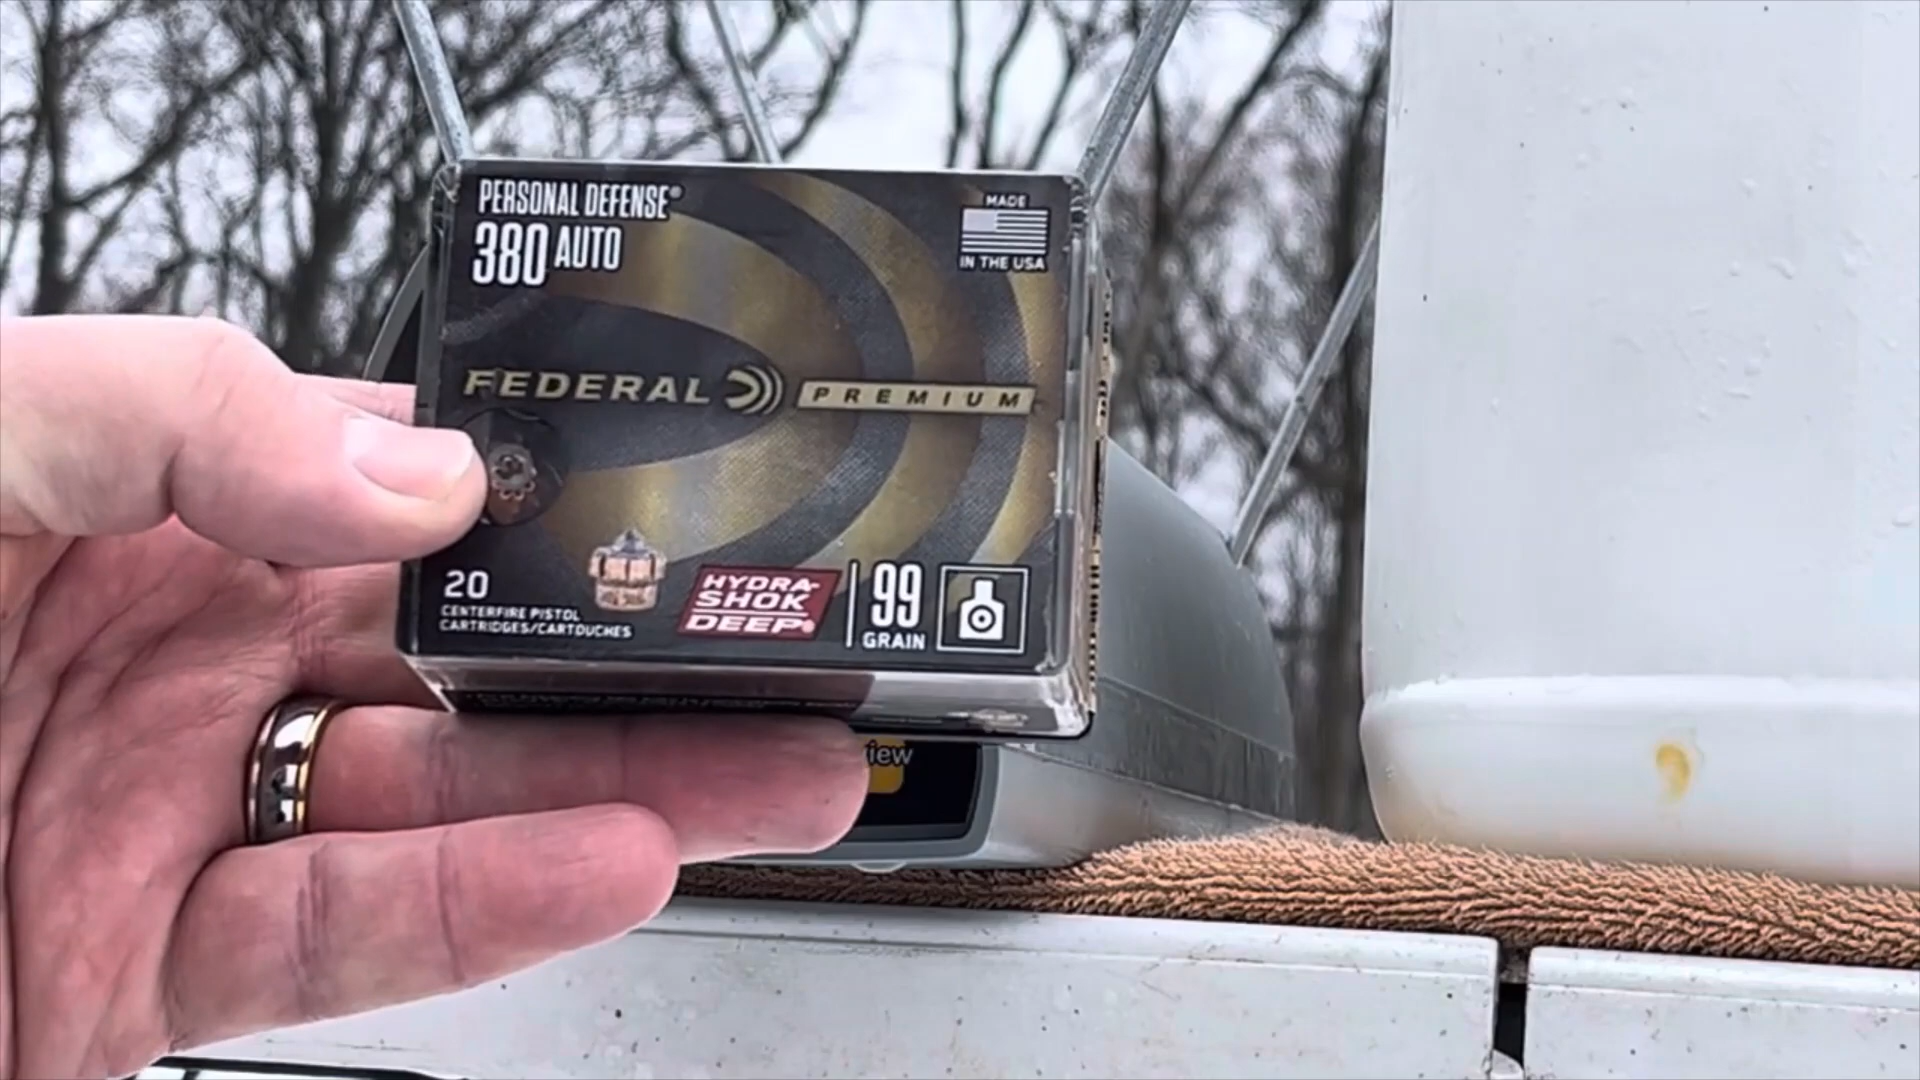 PERSONAL DEFENSE®
380 AUTO
MADE
IN THE USA
FEDERAL PREMIUM
20
CENTERFIRE PISTOL
CARTRIDGES/CARTOUCHES
HYDRA-
SHOK
DEEP®
99
GRAIN
iew